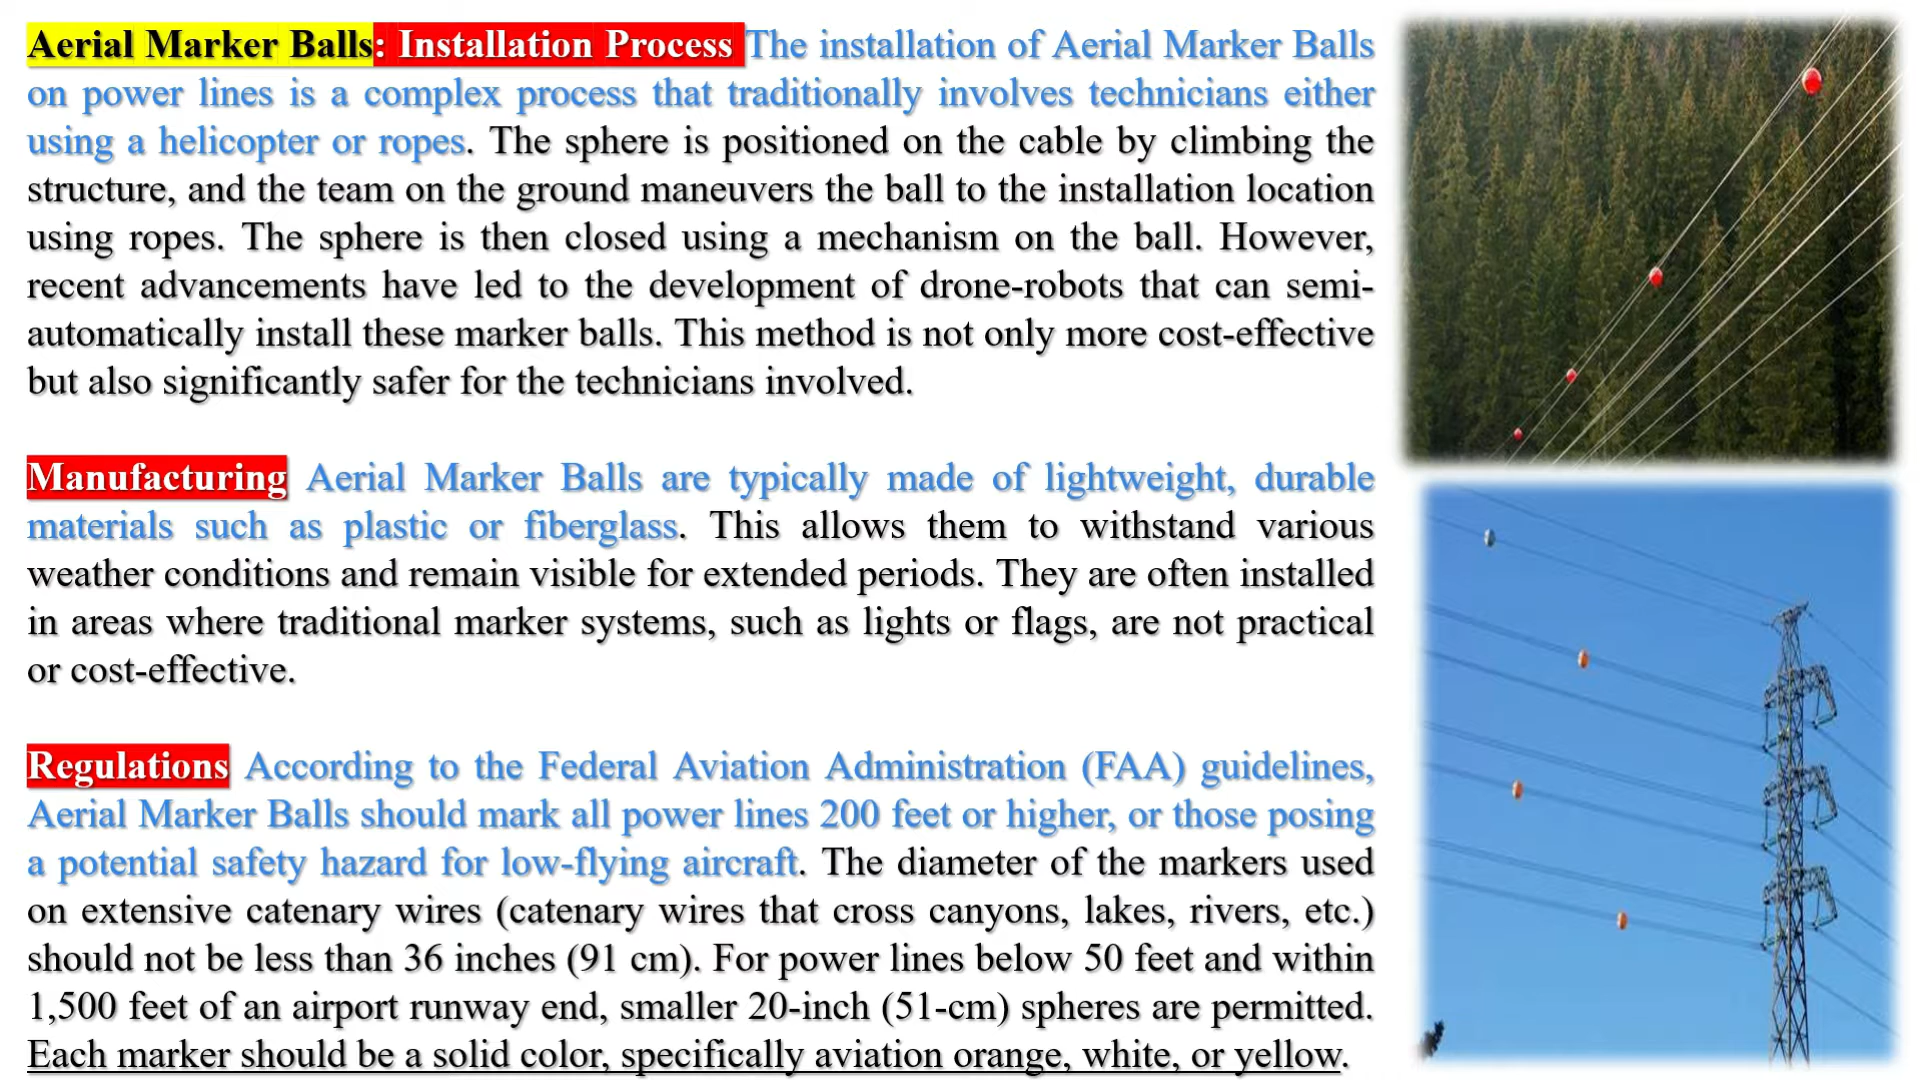 Aerial Marker Balls: Installation Process The installation of Aerial Marker Balls
on power lines is a complex process that traditionally involves technicians either
using a helicopter or ropes. The sphere is positioned on the cable by climbing the
structure, and the team on the ground maneuvers the ball to the installation location
using ropes. The sphere is then closed using a mechanism on the ball. However,
recent advancements have led to the development of drone-robots that can semi-
automatically install these marker balls. This method is not only more cost-effective
but also significantly safer for the technicians involved.
Manufacturing Aerial Marker Balls are typically made of lightweight, durable
materials such as plastic or fiberglass. This allows them to withstand various
weather conditions and remain visible for extended periods. They are often installed
in areas where traditional marker systems, such as lights or flags, are not practical
or cost-effective.
Regulations According to the Federal Aviation Administration (FAA) guidelines,
Aerial Marker Balls should mark all power lines 200 feet or higher, or those posing
a potential safety hazard for low-flying aircraft. The diameter of the markers used
on extensive catenary wires (catenary wires that cross canyons, lakes, rivers, etc.)
should not be less than 36 inches (91 cm). For power lines below 50 feet and within
1,500 feet of an airport runway end, smaller 20-inch (51-cm) spheres are permitted.
Each marker should be a solid color, specifically aviation orange, white, or yellow.